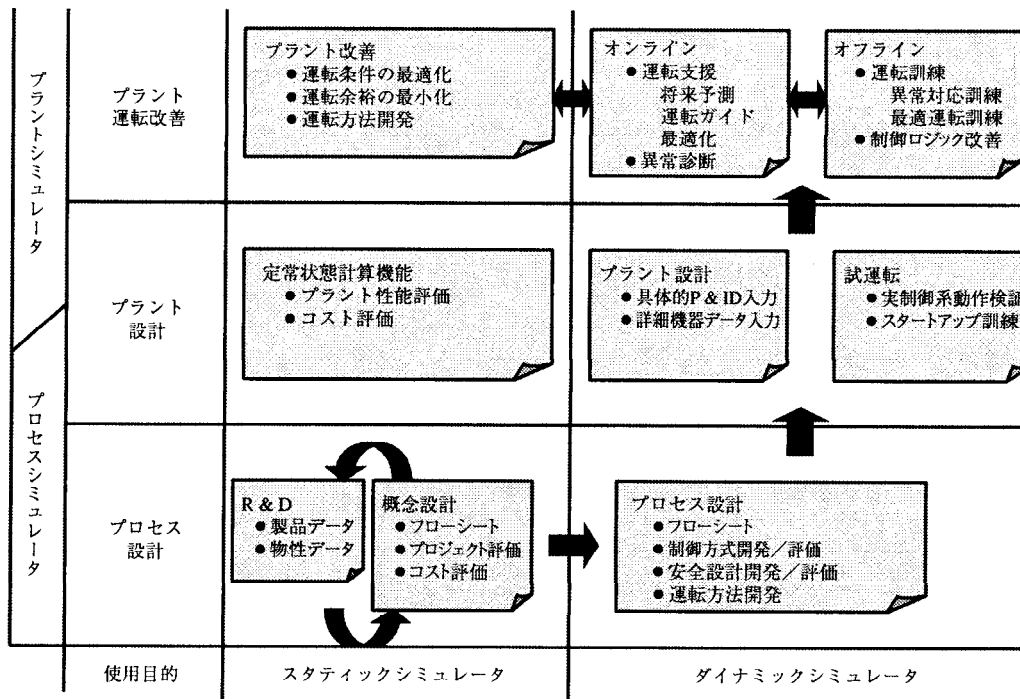 プラントシミュレータ
プロセスシミュレータ
プラント
運転改善
プラント改善
● 運転条件の最適化
● 運転余裕の最小化
● 運転方法開発
オンライン
● 運転支援
将来予測
運転ガイド
最適化
● 異常診断
オフライン
● 運転訓練
異常対応訓練
最適運転訓練
● 制御ロジック改善
プラント
設計
定常状態計算機能
● プラント性能評価
● コスト評価
プラント設計
● 具体的P & ID入力
● 詳細機器データ入力
試運転
● 実制御系動作検証
● スタートアップ訓練
プロセス
設計
R & D
● 製品データ
● 物性データ
概念設計
● フローシート
● プロジェクト評価
● コスト評価
プロセス設計
● フローシート
● 制御方式開発/評価
● 安全設計開発/評価
● 運転方法開発
使用目的
スタティックシミュレータ
ダイナミックシミュレータ